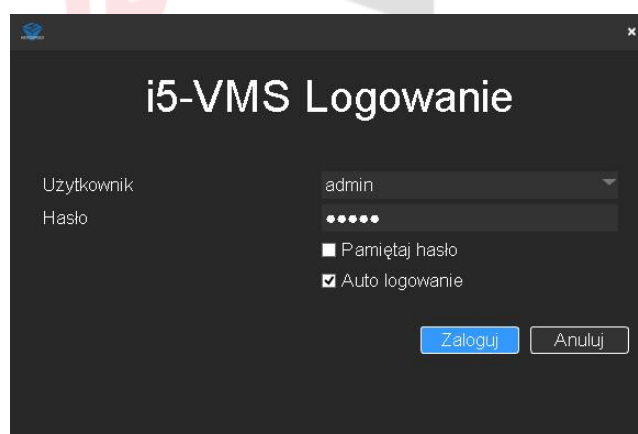 i5-VMS Logowanie
Użytkownik admin
Hasło
Pamiętaj hasło
Auto logowanie
Zaloguj Anuluj